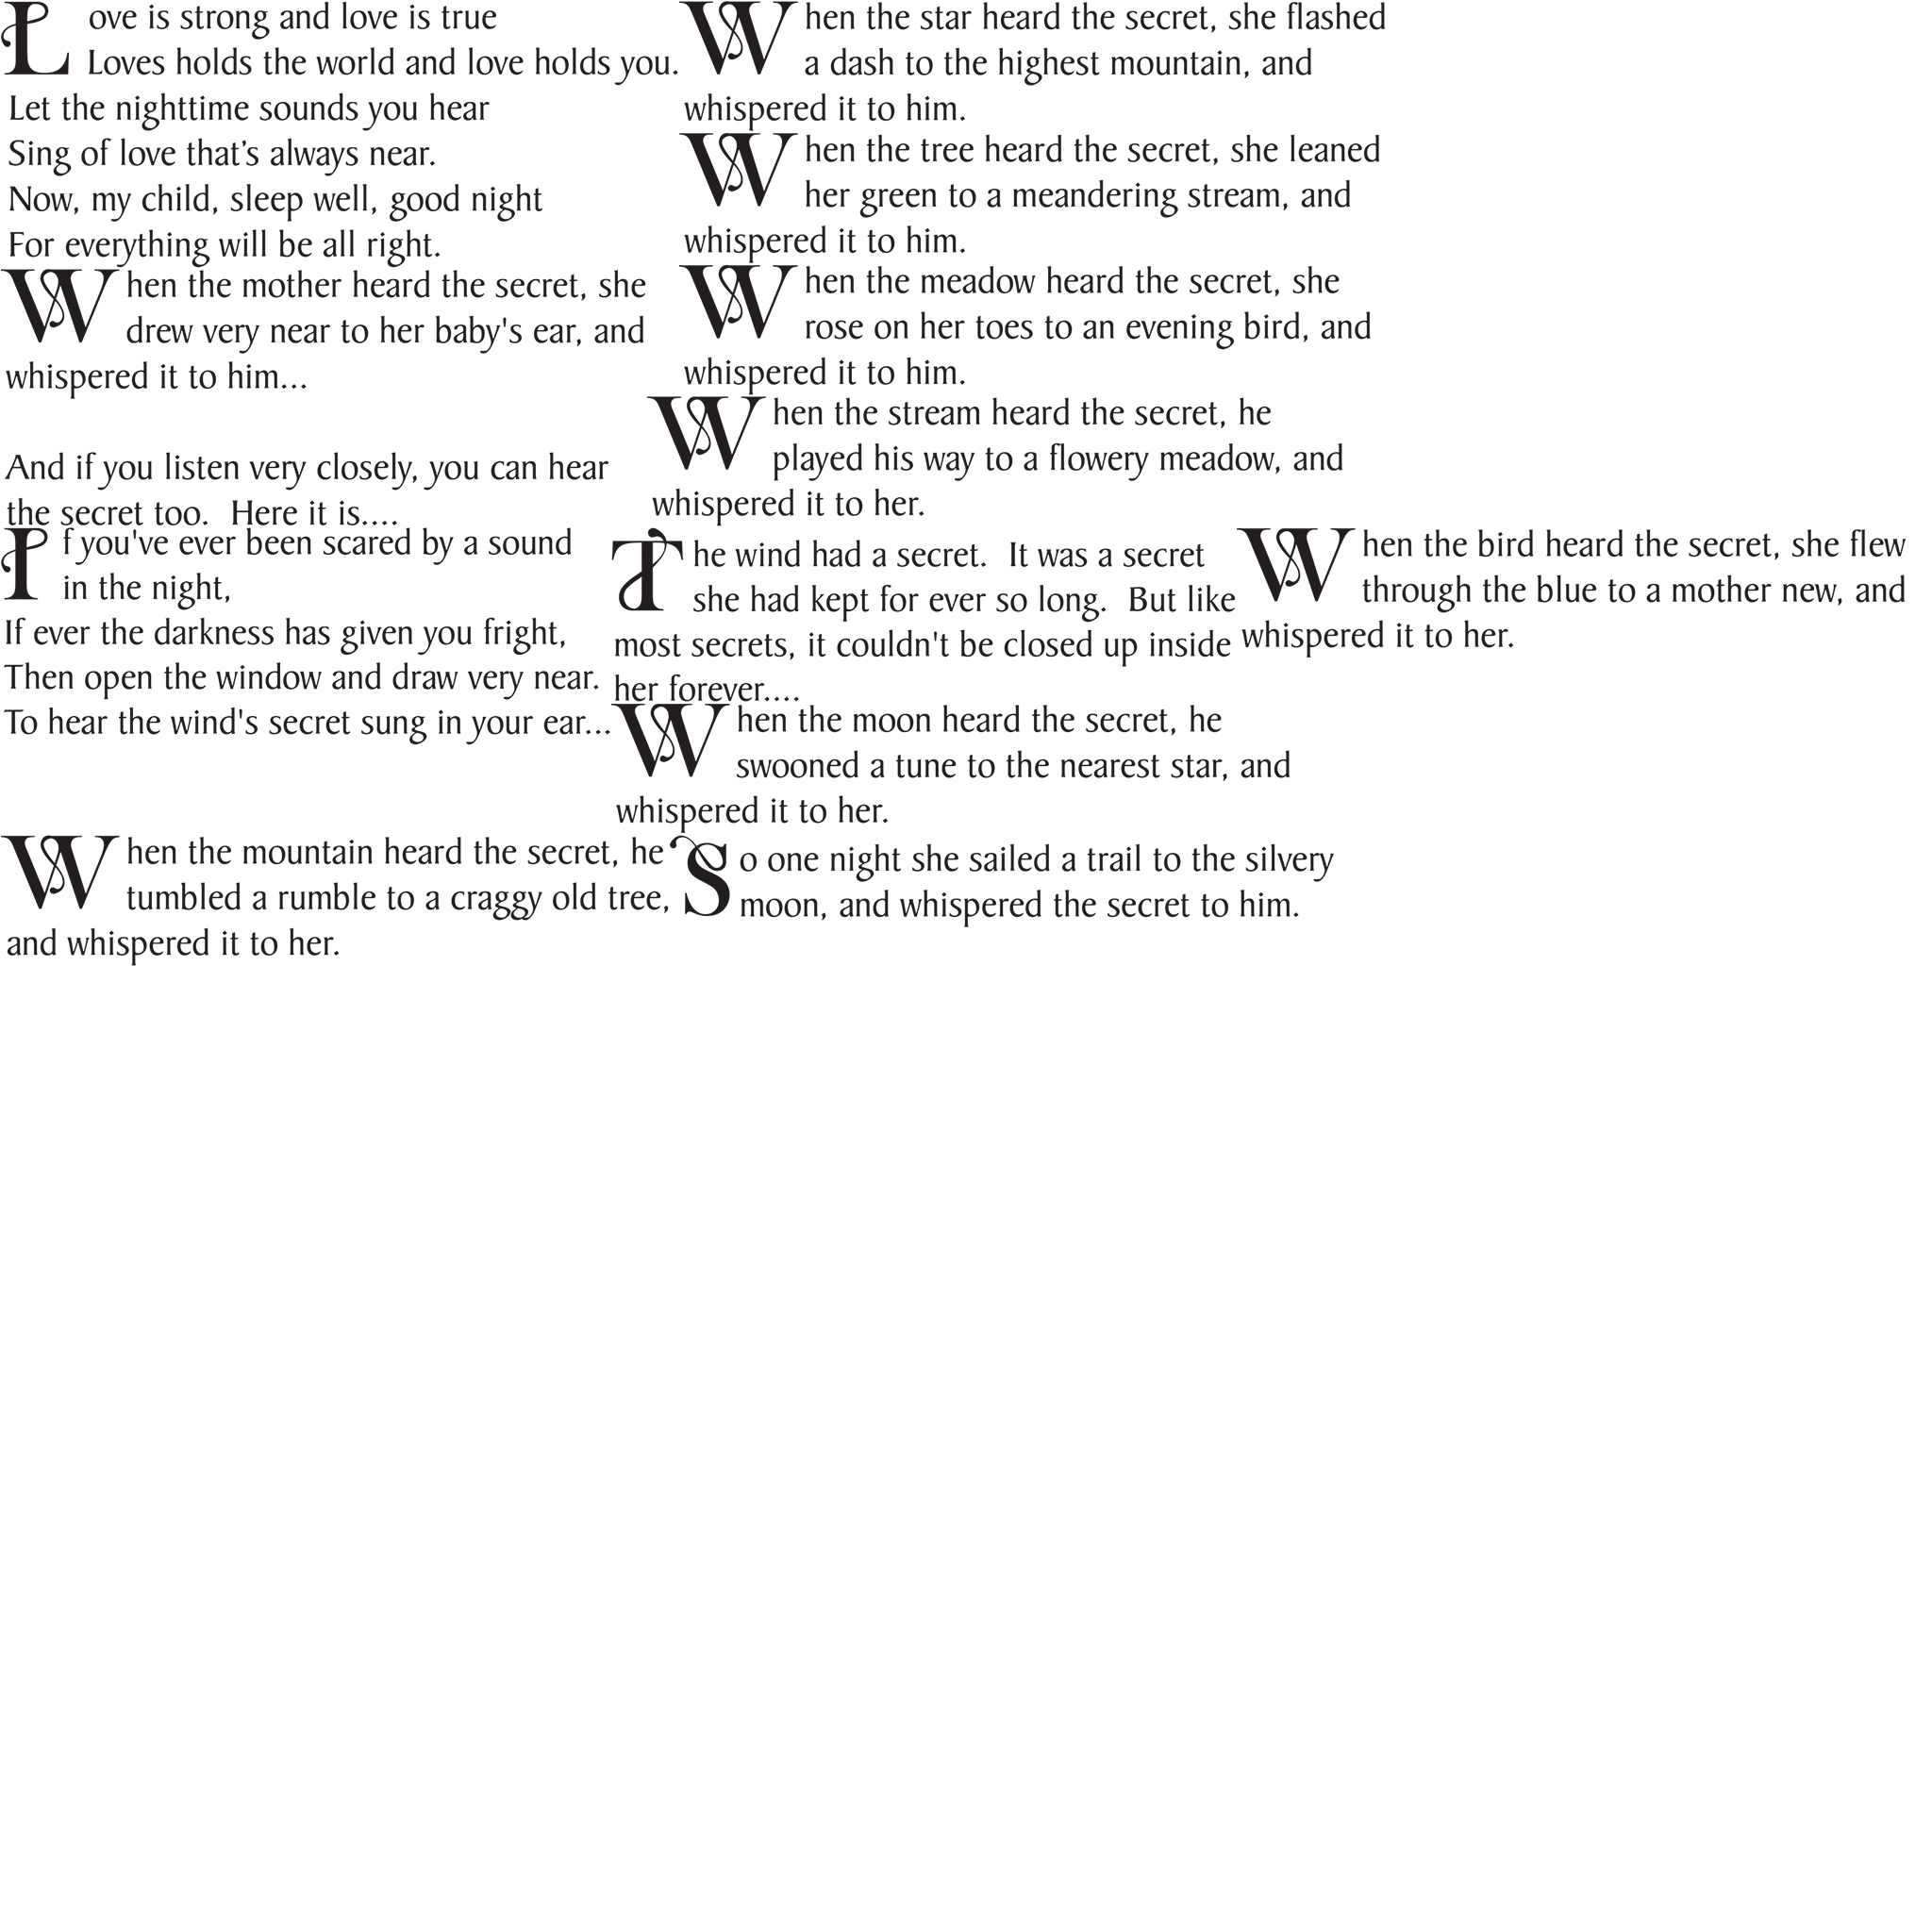 Love is strong and love is true
Loves holds the world and love holds you.
Let the nighttime sounds you hear
Sing of love that’s always near.
Now, my child, sleep well, good night
For everything will be all right.
When the mother heard the secret, she
drew very near to her baby's ear, and
whispered it to him...
And if you listen very closely, you can hear
the secret too.  Here it is....
If you've ever been scared by a sound
in the night,
If ever the darkness has given you fright,
Then open the window and draw very near.
To hear the wind's secret sung in your ear...
When the mountain heard the secret, he
tumbled a rumble to a craggy old tree,
and whispered it to her.
When the star heard the secret, she flashed
a dash to the highest mountain, and
whispered it to him.
When the tree heard the secret, she leaned
her green to a meandering stream, and
whispered it to him.
When the meadow heard the secret, she
rose on her toes to an evening bird, and
whispered it to him.
When the stream heard the secret, he
played his way to a flowery meadow, and
whispered it to her.
The wind had a secret.  It was a secret
she had kept for ever so long.  But like
most secrets, it couldn't be closed up inside
her forever....
When the moon heard the secret, he
swooned a tune to the nearest star, and
whispered it to her.
So one night she sailed a trail to the silvery
moon, and whispered the secret to him.
When the bird heard the secret, she flew
through the blue to a mother new, and
whispered it to her.